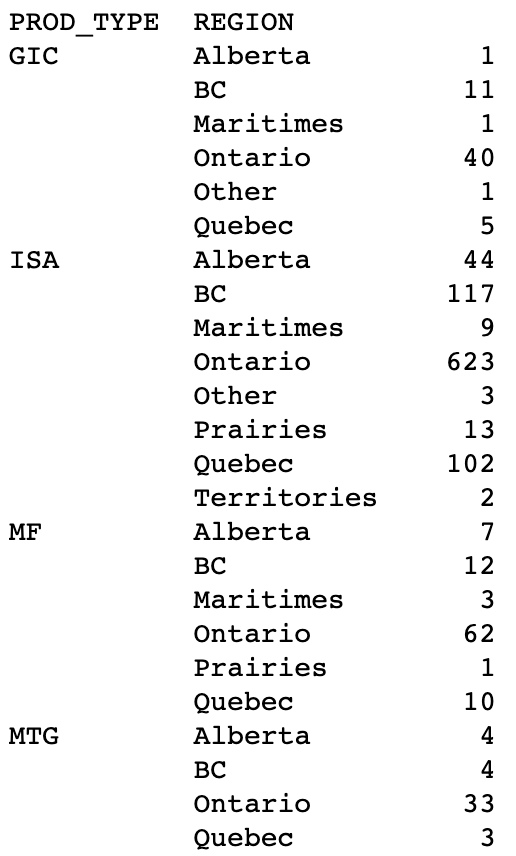 PROD_TYPE REGION
GIC Alberta 1
BC 11
Maritimes 1
Ontario 40
Other 1
Quebec 5
ISA Alberta 44
BC 117
Maritimes 9
Ontario 623
Other 3
Prairies 13
Quebec 102
Territories 2
MF Alberta 7
BC 12
Maritimes 3
Ontario 62
Prairies 1
Quebec 10
MTG Alberta 4
BC 4
Ontario 33
Quebec 3